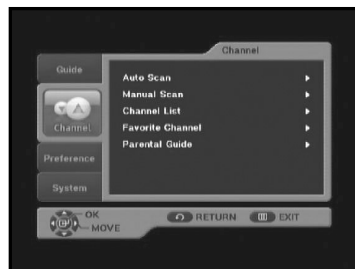 Channel
Guide
Channel
Preference
System
Auto Scan
Manual Scan
Channel List
Favorite Channel
Parental Guide
OK
MOVE
RETURN
EXIT